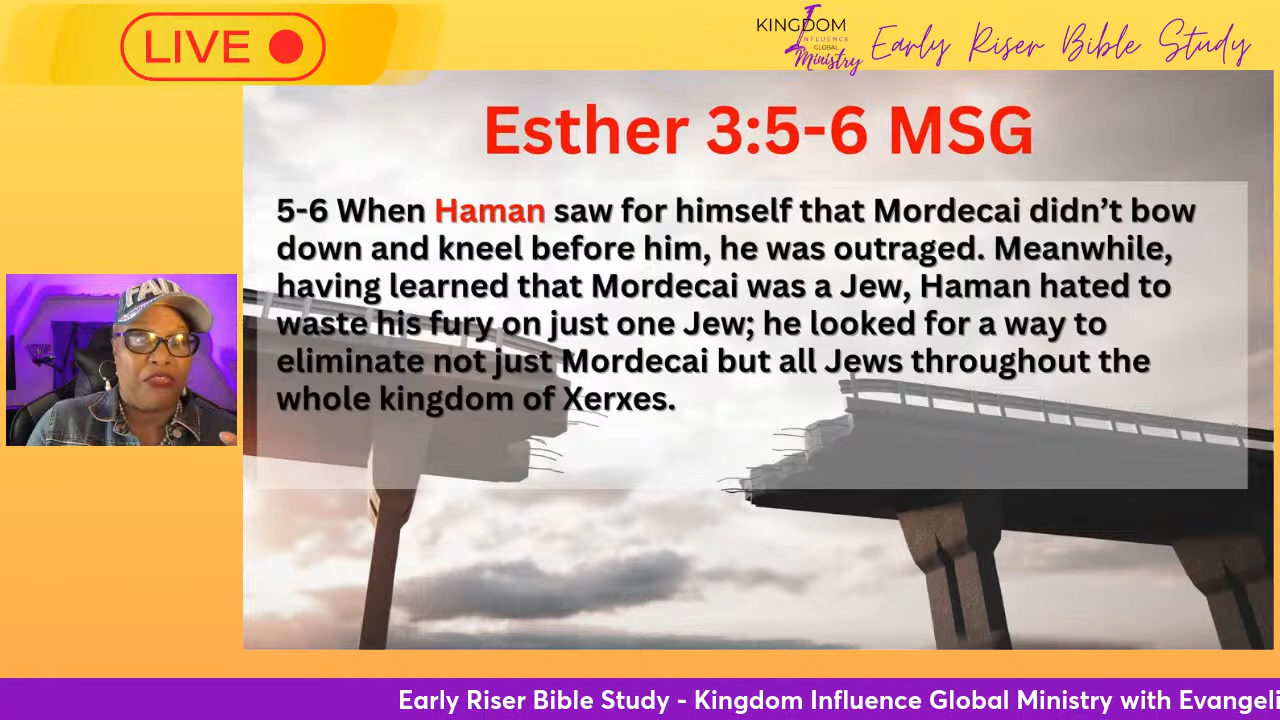 LIVE
KINGDOM
INFLUENCE
GLOBAL
Ministry
Early Riser Bible Study
Esther 3:5-6 MSG
5-6 When Haman saw for himself that Mordecai didn’t bow
down and kneel before him, he was outraged. Meanwhile,
having learned that Mordecai was a Jew, Haman hated to
waste his fury on just one Jew; he looked for a way to
eliminate not just Mordecai but all Jews throughout the
whole kingdom of Xerxes.
FAITH
Early Riser Bible Study - Kingdom Influence Global Ministry with Evangeli